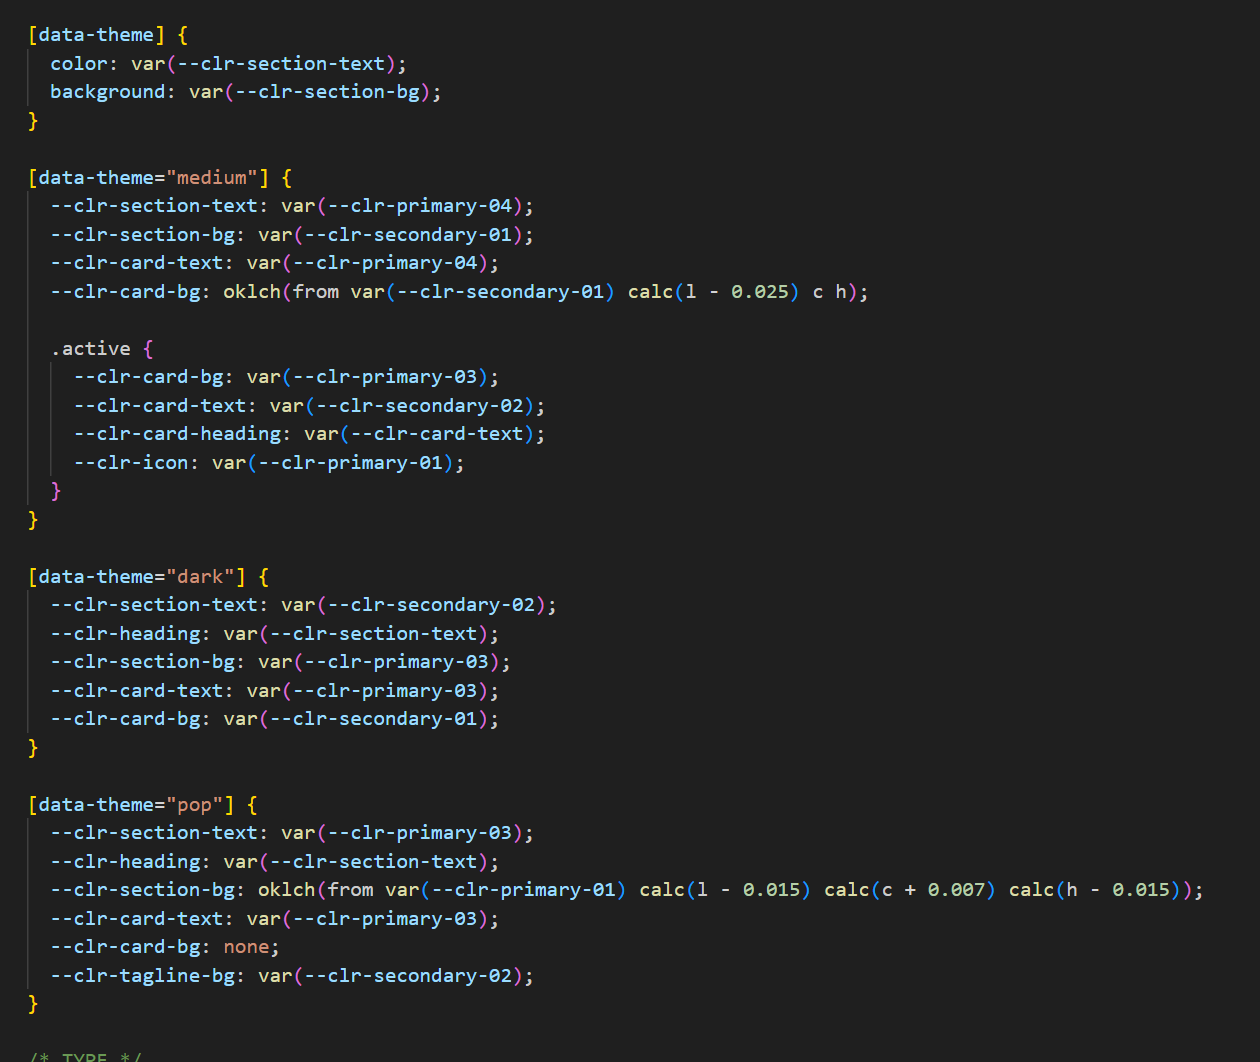 [data-theme] {
color: var(--clr-section-text);
background: var(--clr-section-bg);
}
[data-theme="medium"] {
--clr-section-text: var(--clr-primary-04);
--clr-section-bg: var(--clr-secondary-01);
--clr-card-text: var(--clr-primary-04);
--clr-card-bg: oklch(from var(--clr-secondary-01) calc(l - 0.025) c h);
.active {
--clr-card-bg: var(--clr-primary-03);
--clr-card-text: var(--clr-secondary-02);
--clr-card-heading: var(--clr-card-text);
--clr-icon: var(--clr-primary-01);
}
}
[data-theme="dark"] {
--clr-section-text: var(--clr-secondary-02);
--clr-heading: var(--clr-section-text);
--clr-section-bg: var(--clr-primary-03);
--clr-card-text: var(--clr-primary-03);
--clr-card-bg: var(--clr-secondary-01);
}
[data-theme="pop"] {
--clr-section-text: var(--clr-primary-03);
--clr-heading: var(--clr-section-text);
--clr-section-bg: oklch(from var(--clr-primary-01) calc(l - 0.015) calc(c + 0.007) calc(h - 0.015));
--clr-card-text: var(--clr-primary-03);
--clr-card-bg: none;
--clr-tagline-bg: var(--clr-secondary-02);
}
/* TYPE */